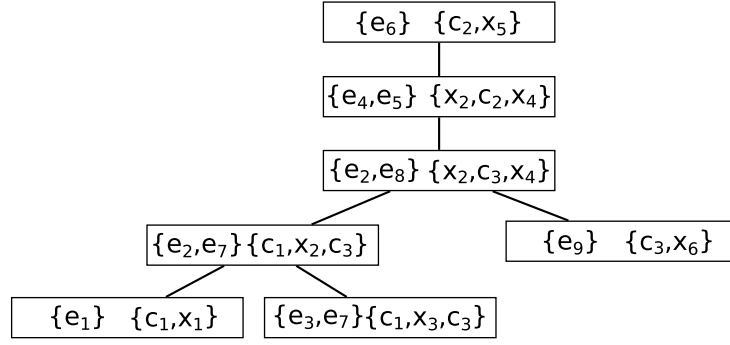 {e₆} {c₂,x₅}
{e₄,e₅} {x₂,c₂,x₄}
{e₂,e₈} {x₂,c₃,x₄}
{e₂,e₇}{c₁,x₂,c₃}
{e₉} {c₃,x₆}
{e₁} {c₁,x₁}
{e₃,e₇}{c₁,x₃,c₃}